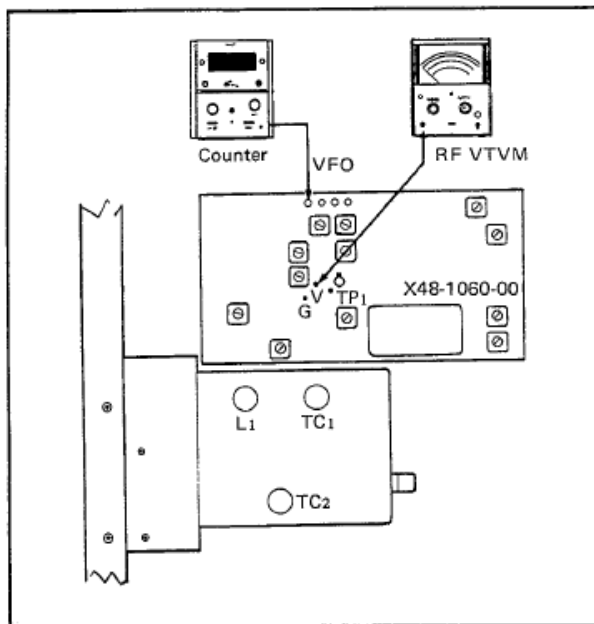 Counter
VFO
RF VTVM
X48-1060-00
V
TP1
G
L1
TC1
TC2